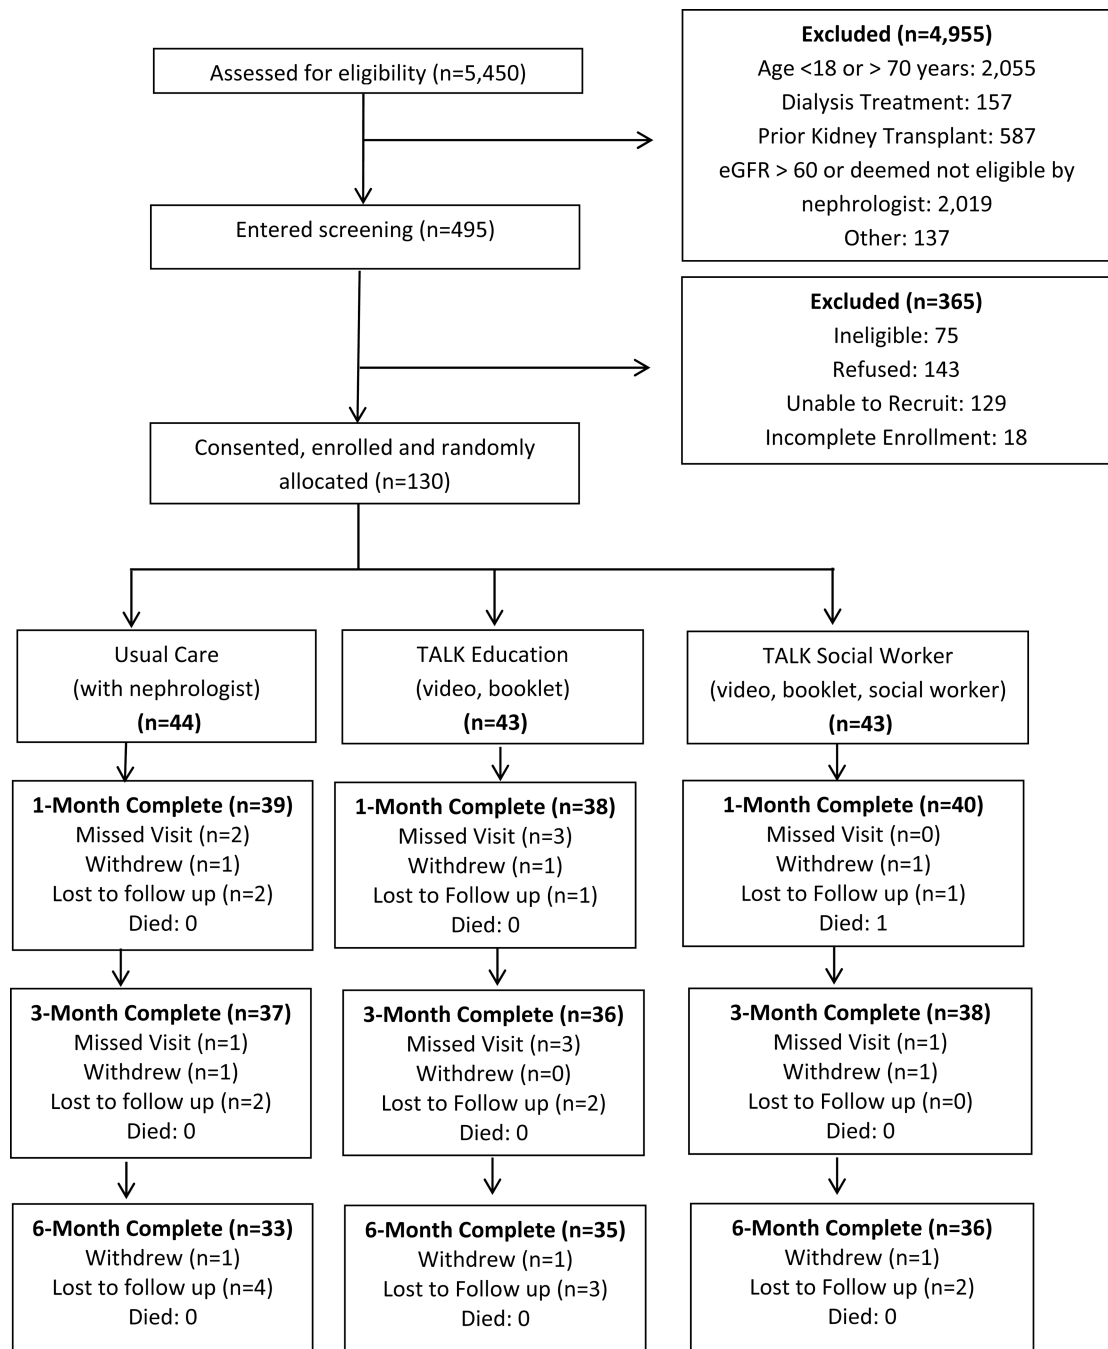 Assessed for eligibility (n=5,450)
Excluded (n=4,955)
Age <18 or > 70 years: 2,055
Dialysis Treatment: 157
Prior Kidney Transplant: 587
eGFR > 60 or deemed not eligible by
nephrologist: 2,019
Other: 137
Entered screening (n=495)
Excluded (n=365)
Ineligible: 75
Refused: 143
Unable to Recruit: 129
Incomplete Enrollment: 18
Consented, enrolled and randomly
allocated (n=130)
Usual Care
(with nephrologist)
(n=44)
TALK Education
(video, booklet)
(n=43)
TALK Social Worker
(video, booklet, social worker)
(n=43)
1-Month Complete (n=39)
Missed Visit (n=2)
Withdrew (n=1)
Lost to follow up (n=2)
Died: 0
1-Month Complete (n=38)
Missed Visit (n=3)
Withdrew (n=1)
Lost to Follow up (n=1)
Died: 0
1-Month Complete (n=40)
Missed Visit (n=0)
Withdrew (n=1)
Lost to Follow up (n=1)
Died: 1
3-Month Complete (n=37)
Missed Visit (n=1)
Withdrew (n=1)
Lost to follow up (n=2)
Died: 0
3-Month Complete (n=36)
Missed Visit (n=3)
Withdrew (n=0)
Lost to Follow up (n=2)
Died: 0
3-Month Complete (n=38)
Missed Visit (n=1)
Withdrew (n=1)
Lost to Follow up (n=0)
Died: 0
6-Month Complete (n=33)
Withdrew (n=1)
Lost to follow up (n=4)
Died: 0
6-Month Complete (n=35)
Withdrew (n=1)
Lost to Follow up (n=3)
Died: 0
6-Month Complete (n=36)
Withdrew (n=1)
Lost to Follow up (n=2)
Died: 0